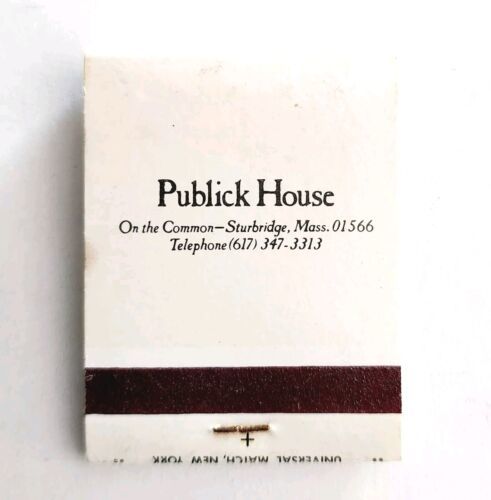 Publick House
On the Common—Sturbridge, Mass. 01566
Telephone (617) 347-3313
UNIVERSAL MATCH, NEW YORK